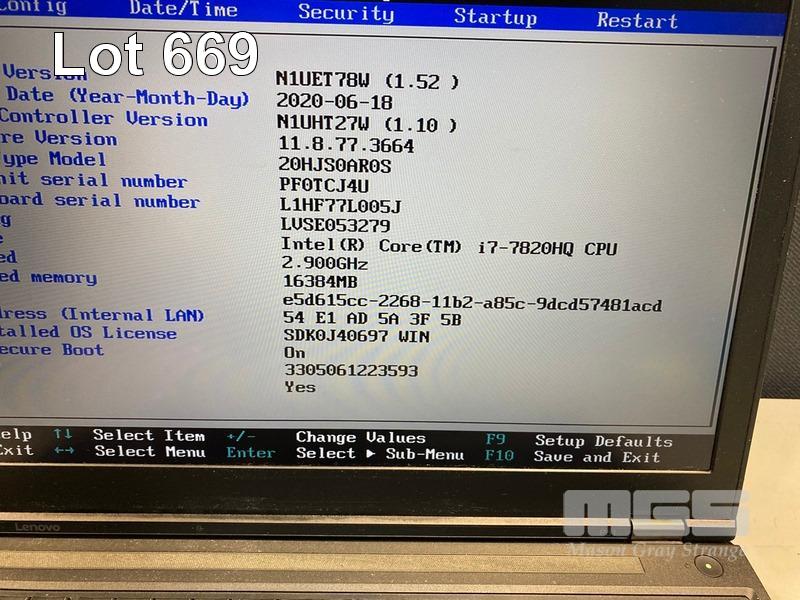 Config Date/Time Security Startup Restart
Lot 669
Version N1UET78W (1.52 )
Date (Year-Month-Day) 2020-06-18
Controller Version N1UHT27W (1.10 )
re Version 11.8.77.3664
ype Model 20HJS0AR0S
nit serial number PF0TCJ4U
oard serial number L1HF77L005J
g LVSE053279
e Intel(R) Core(TM) i7-7820HQ CPU
ed 2.900GHz
ed memory 16384MB
e5d615cc-2268-11b2-a85c-9dcd57481acd
dress (Internal LAN) 54 E1 AD 5A 3F 5B
talled OS License SDK0J40697 WIN
ecure Boot On
3305061223593
Yes
elp ↑↓ Select Item +/- Change Values F9 Setup Defaults
Exit ←→ Select Menu Enter Select ▶ Sub-Menu F10 Save and Exit
Lenovo
MGS
Mason Gray Strange